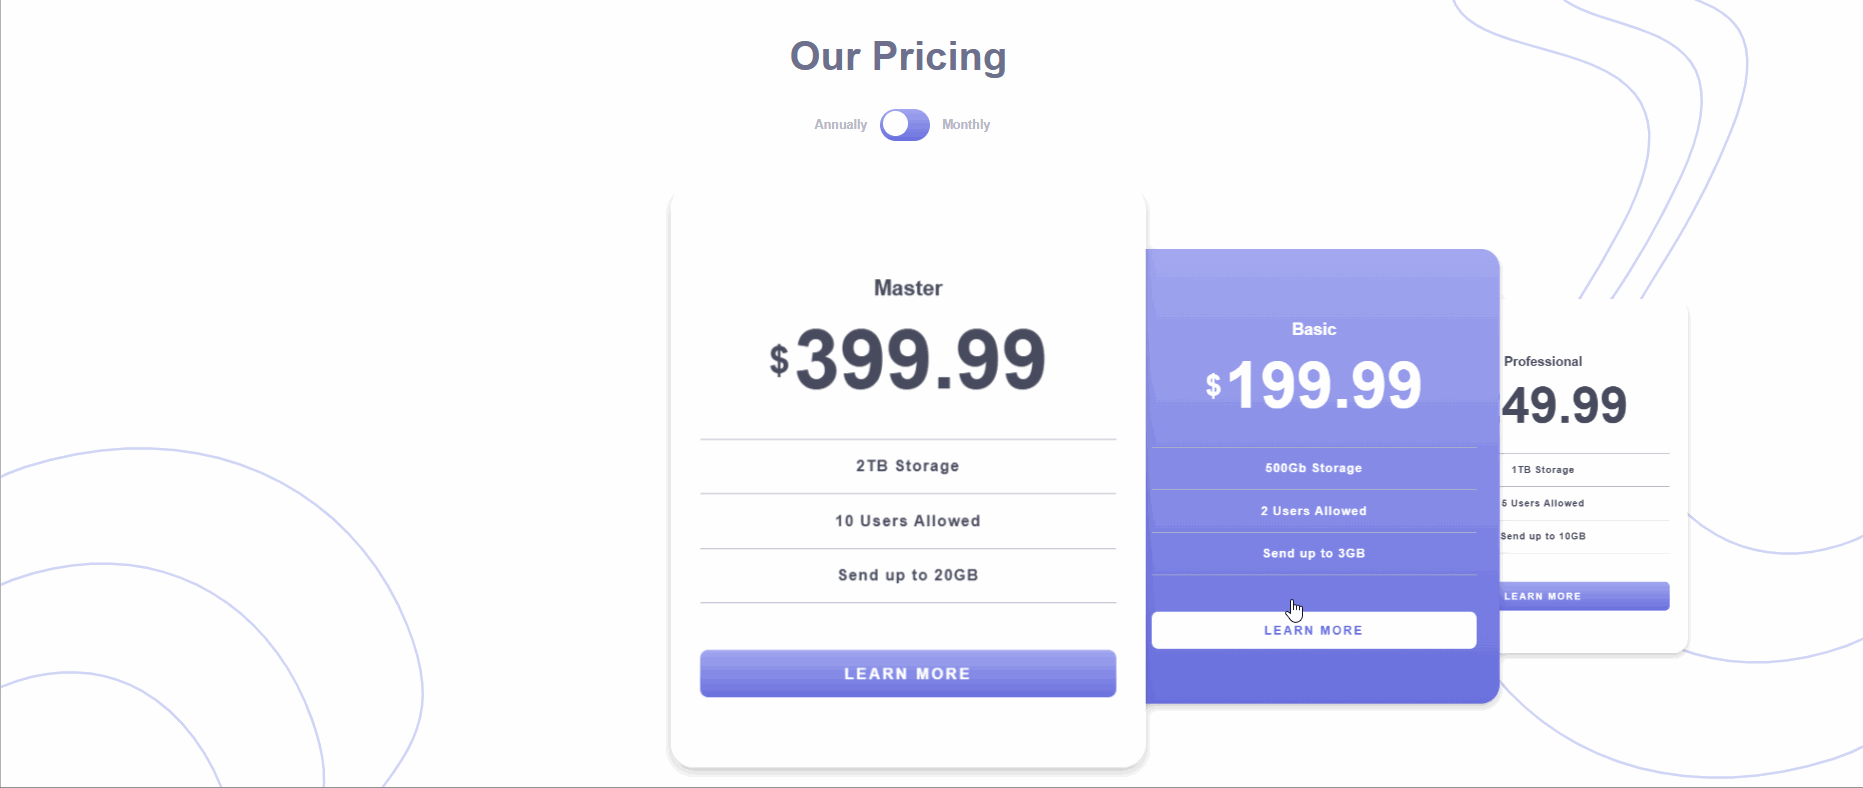 Our Pricing
Annually
Monthly
Master
$399.99
2TB Storage
10 Users Allowed
Send up to 20GB
LEARN MORE
Basic
$199.99
500Gb Storage
2 Users Allowed
Send up to 3GB
LEARN MORE
Professional
49.99
1TB Storage
5 Users Allowed
Send up to 10GB
LEARN MORE